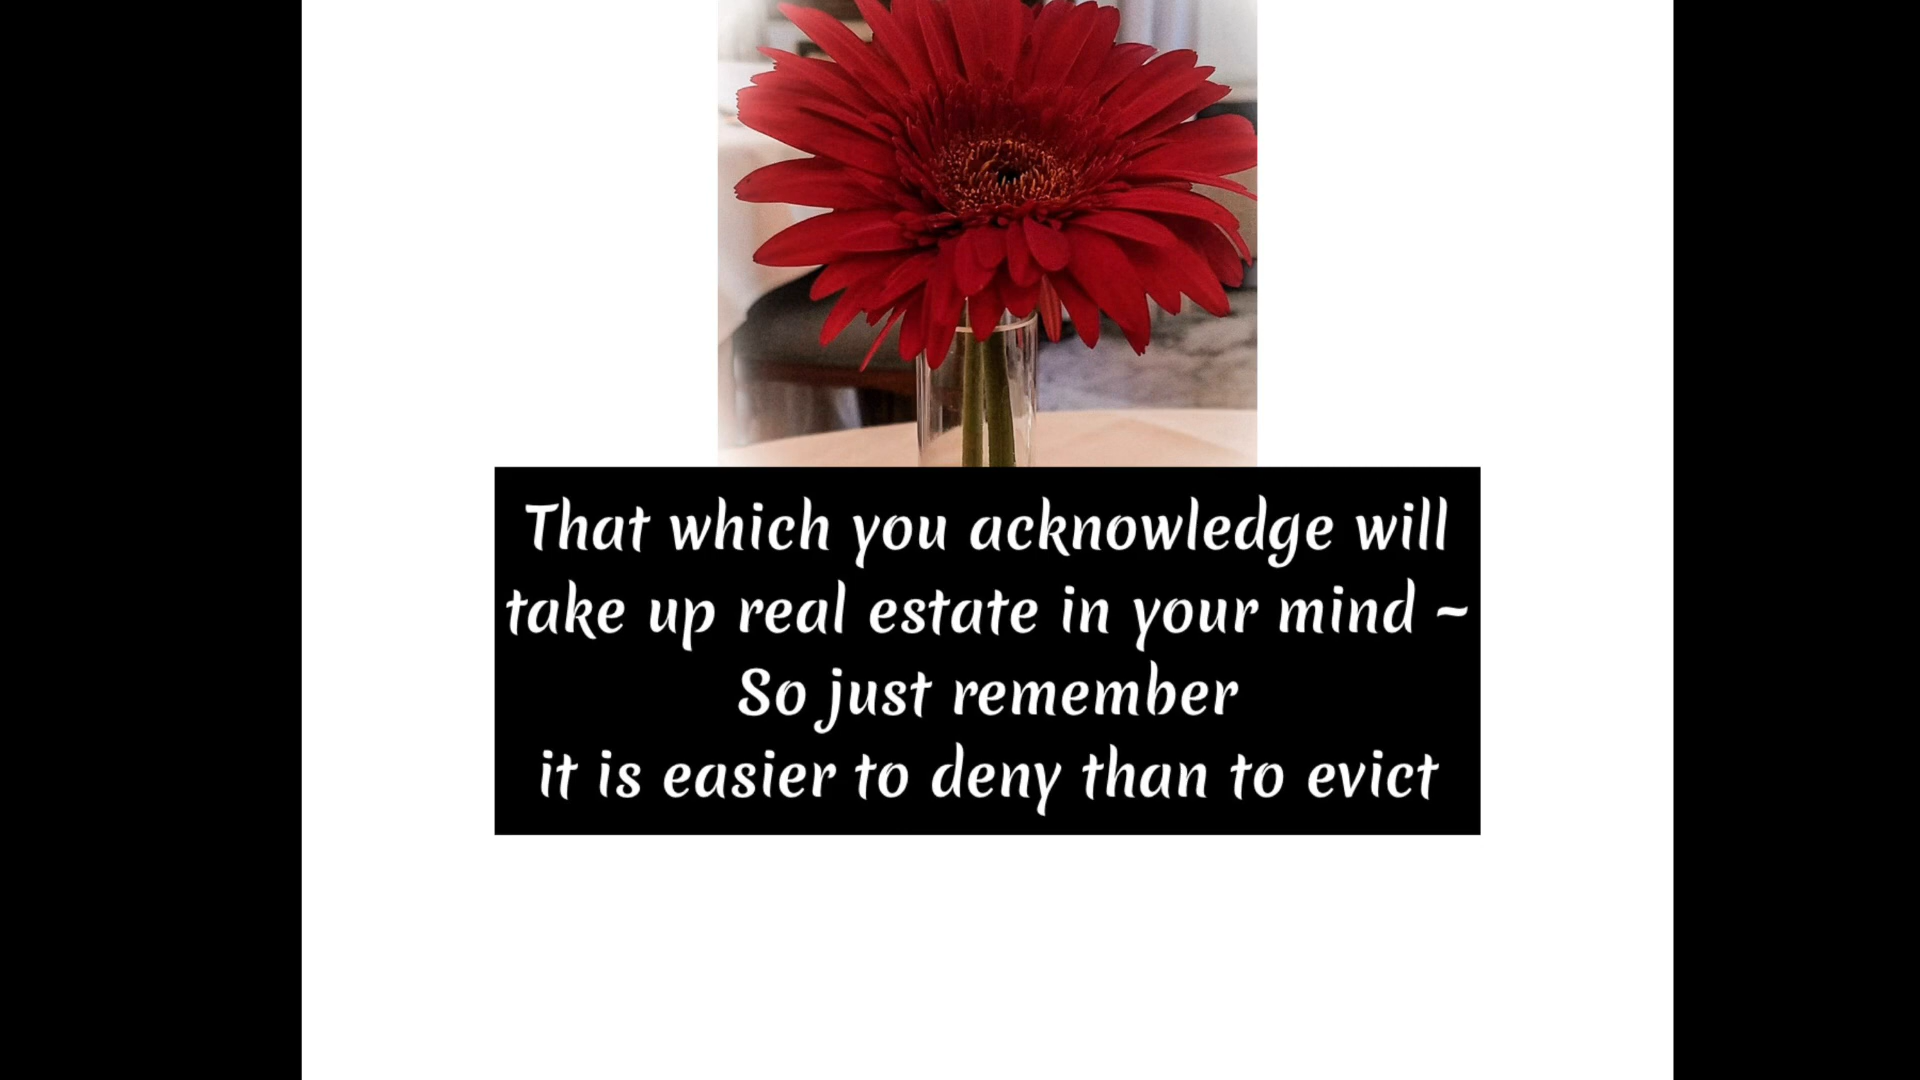 That which you acknowledge will
take up real estate in your mind ~
So just remember
it is easier to deny than to evict